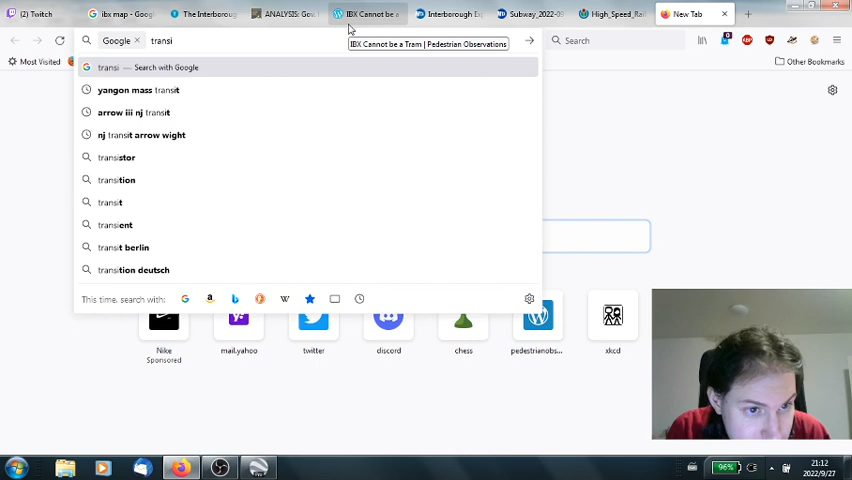 Twitch
ibx map - Goog
The Interboroug
ANALYSIS: Gov.
IBX Cannot be a
Interborough Exp
Subway_2022-09
High_Speed_Rail
New Tab
Google
transi
IBX Cannot be a Tram | Pedestrian Observations
Search
Most Visited
Other Bookmarks
transi — Search with Google
yangon mass transit
arrow iii nj transit
nj transit arrow wight
transistor
transition
transit
transient
transit berlin
transition deutsch
This time, search with:
Nike
Sponsored
mail.yahoo
twitter
discord
chess
pedestrianobs...
xkcd
96%
21:12
2022/9/27